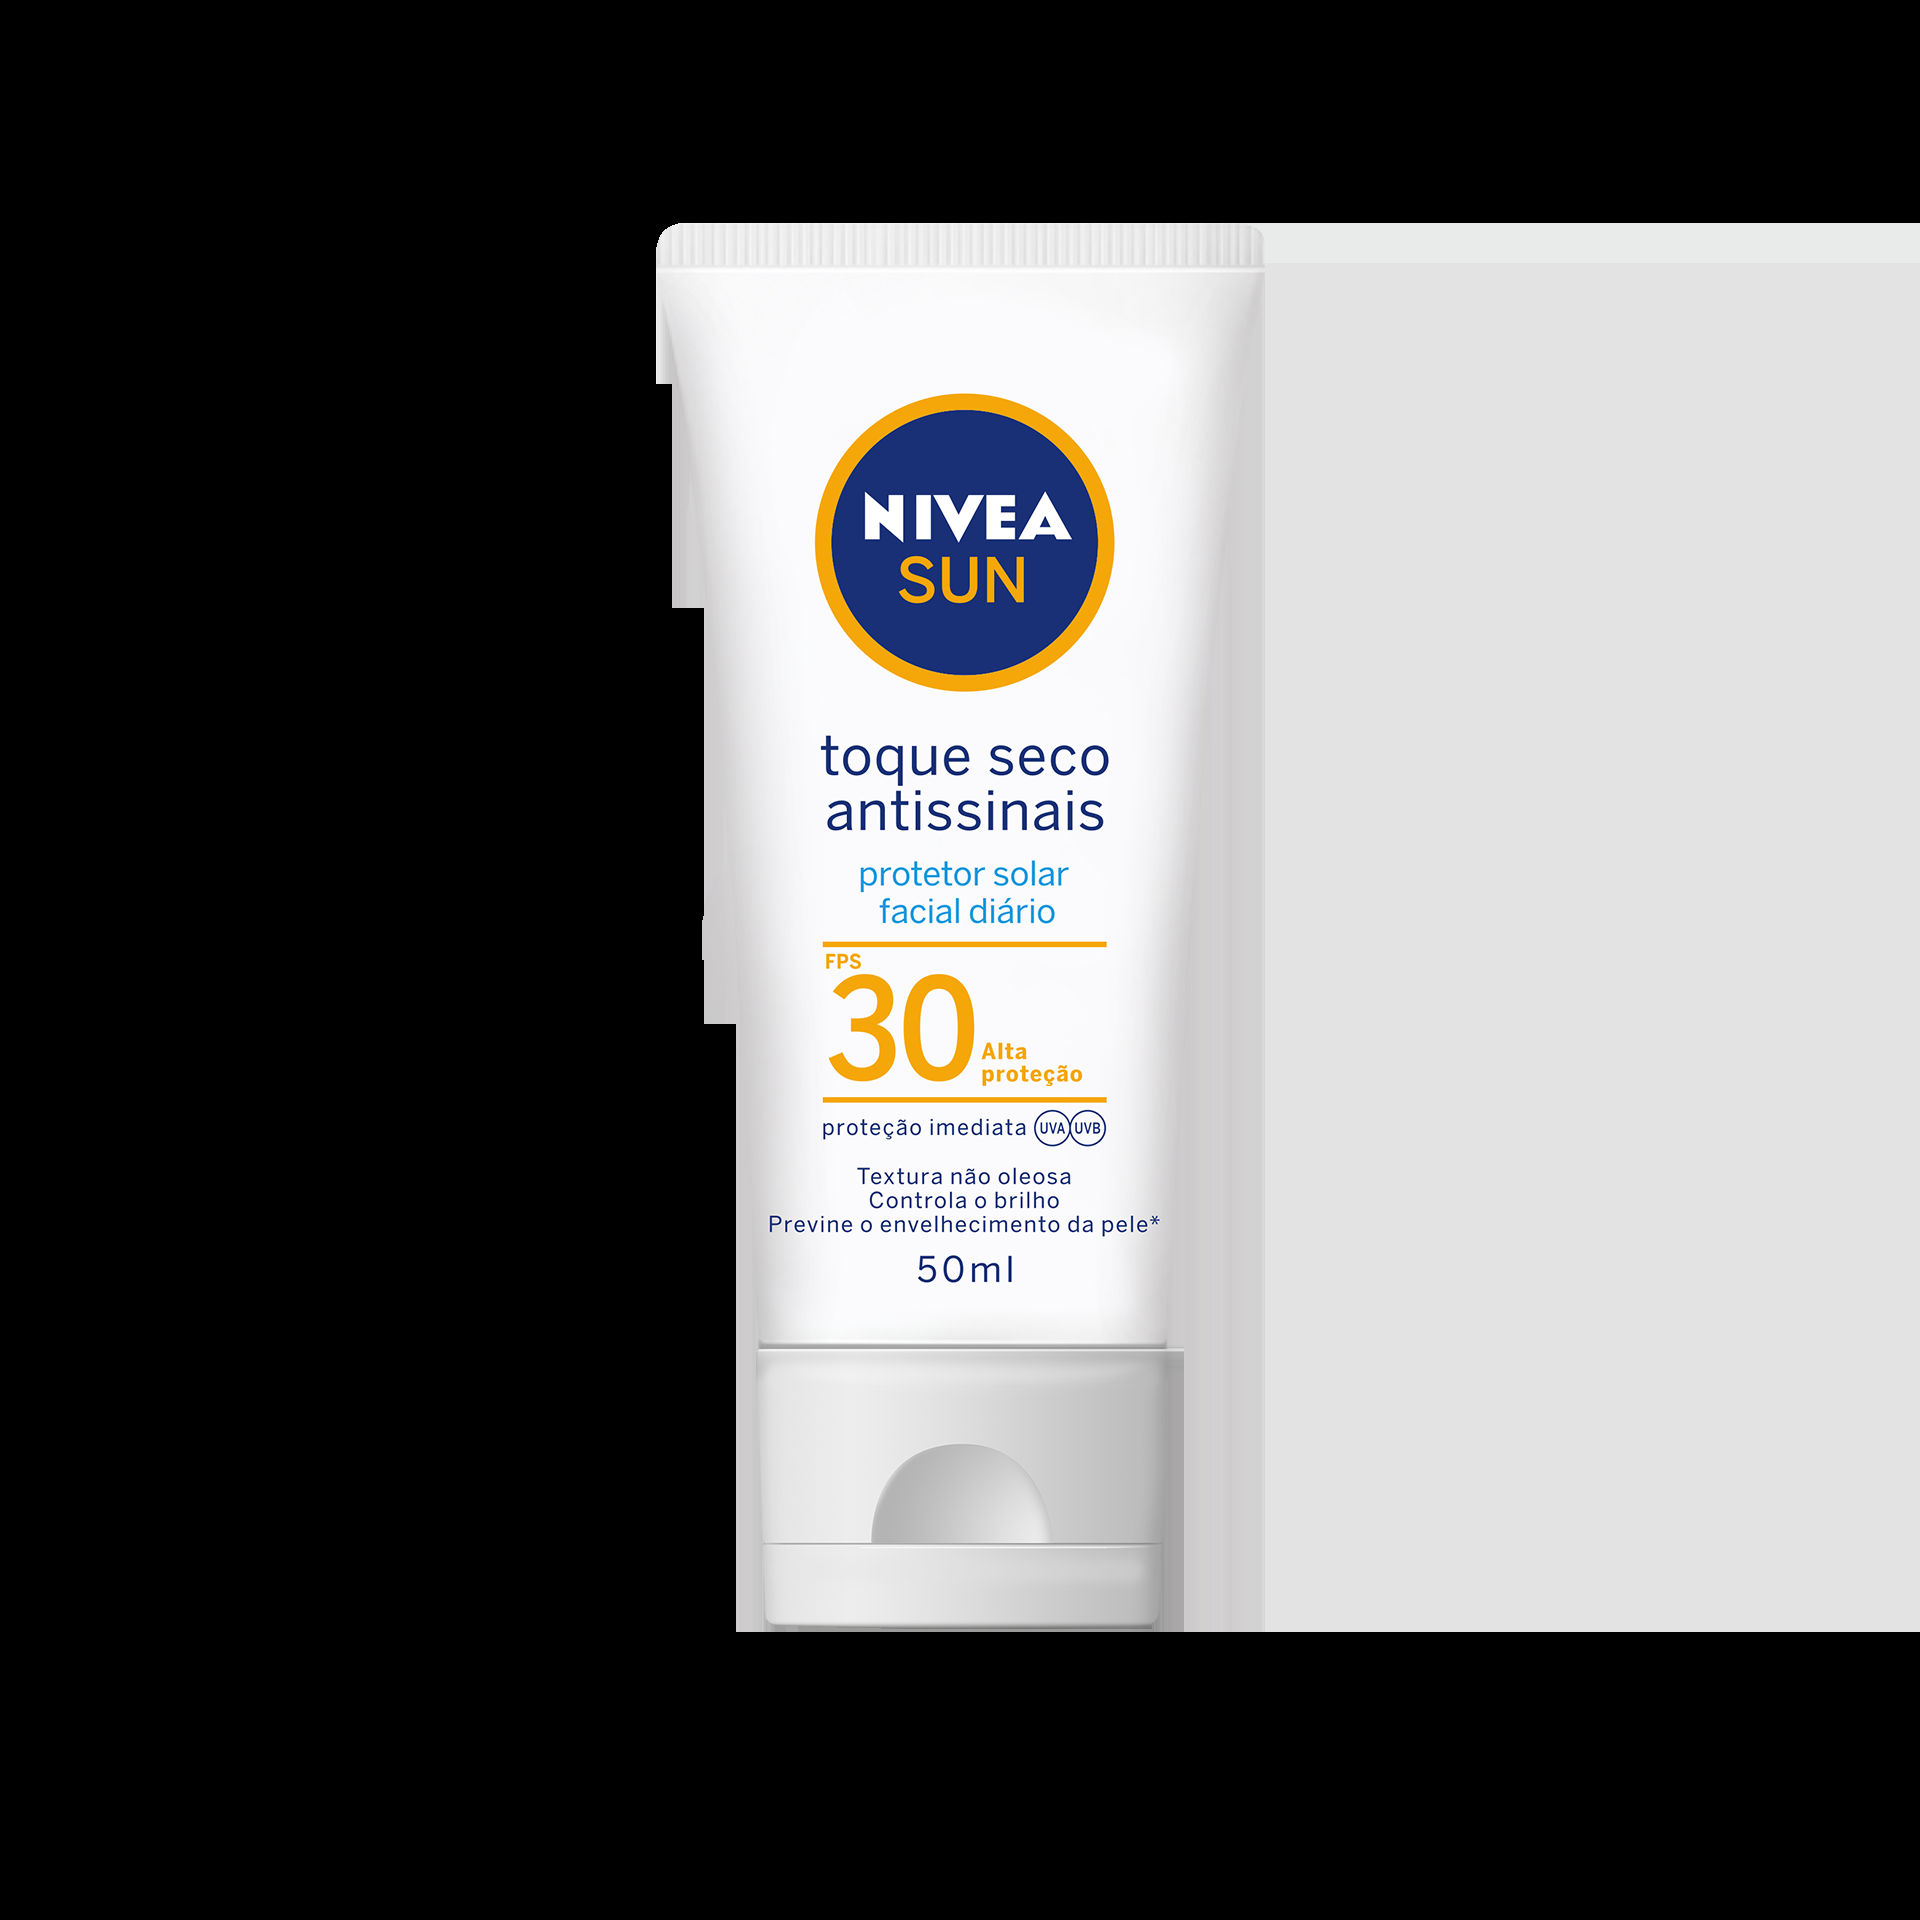 NIVEA
SUN
toque seco
antissinais
protetor solar
facial diário
FPS
30
Alta
proteção
proteção imediata UVA UVB
Textura não oleosa
Controla o brilho
Previne o envelhecimento da pele*
50ml